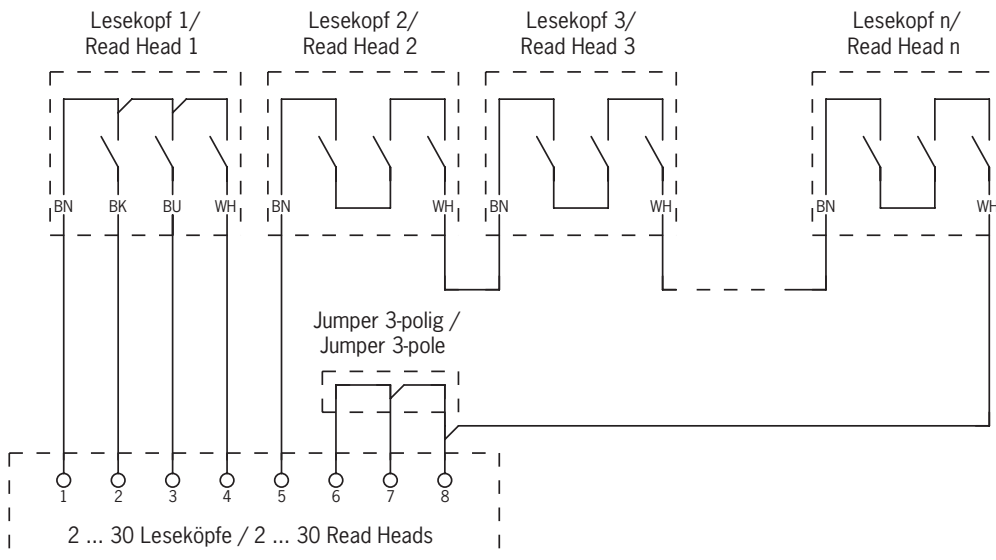 Lesekopf 1/
Read Head 1
Lesekopf 2/
Read Head 2
Lesekopf 3/
Read Head 3
Lesekopf n/
Read Head n
BN BK BU WH BN WH BN WH BN WH
Jumper 3-polig /
Jumper 3-pole
1 2 3 4 5 6 7 8
2 ... 30 Leseköpfe / 2 ... 30 Read Heads